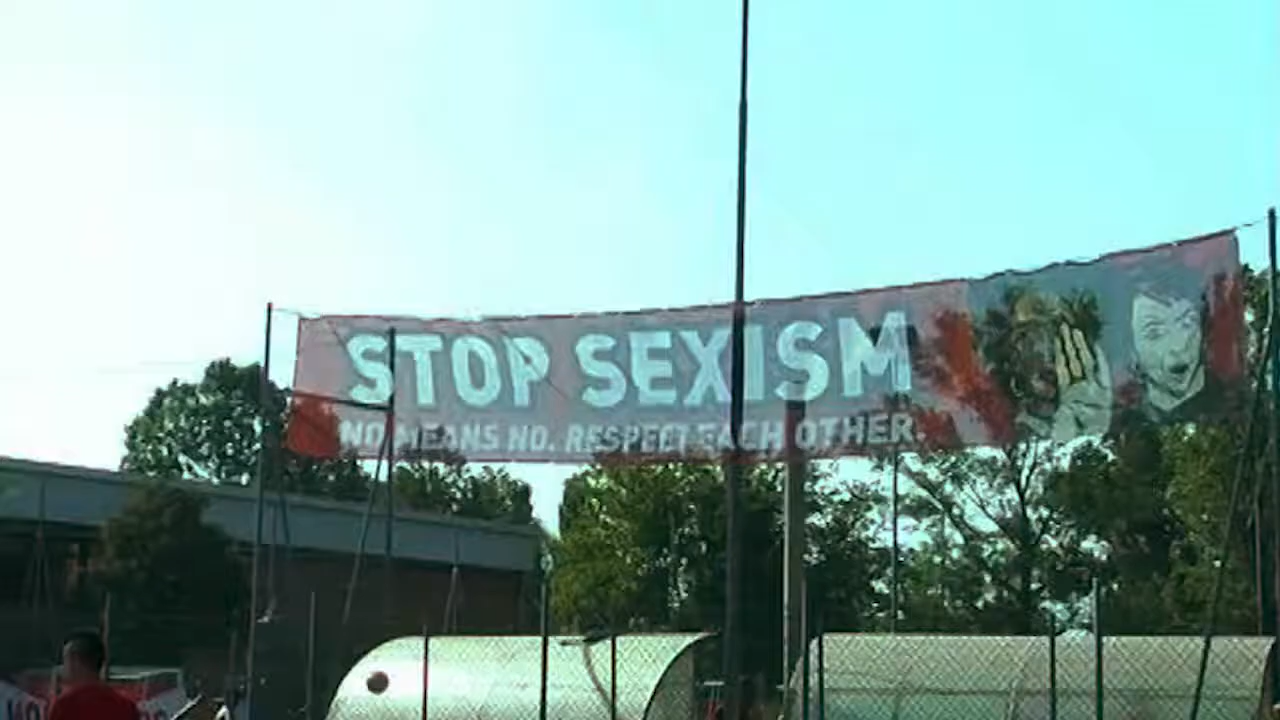 STOP SEXISM
NO MEANS NO. RESPECT EACH OTHER.